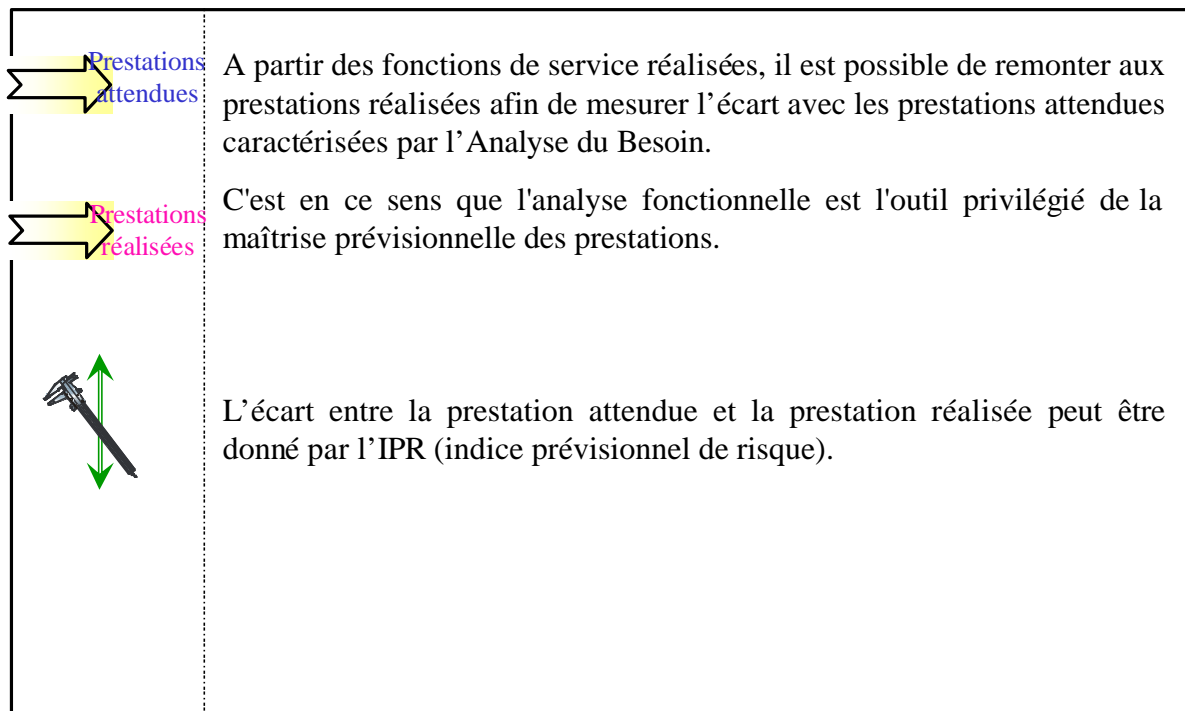 Prestations
attendues
A partir des fonctions de service réalisées, il est possible de remonter aux
prestations réalisées afin de mesurer l’écart avec les prestations attendues
caractérisées par l’Analyse du Besoin.
Prestations
réalisées
C'est en ce sens que l'analyse fonctionnelle est l'outil privilégié de la
maîtrise prévisionnelle des prestations.
L’écart entre la prestation attendue et la prestation réalisée peut être
donné par l’IPR (indice prévisionnel de risque).